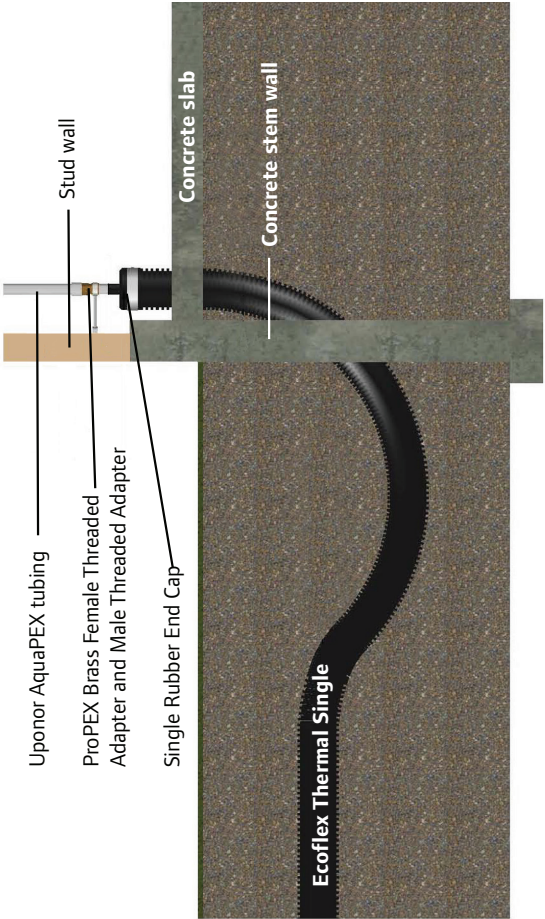 Uponor AquaPEX tubing
ProPEX Brass Female Threaded
Adapter and Male Threaded Adapter
Single Rubber End Cap
Stud wall
Concrete slab
Concrete stem wall
Ecoflex Thermal Single